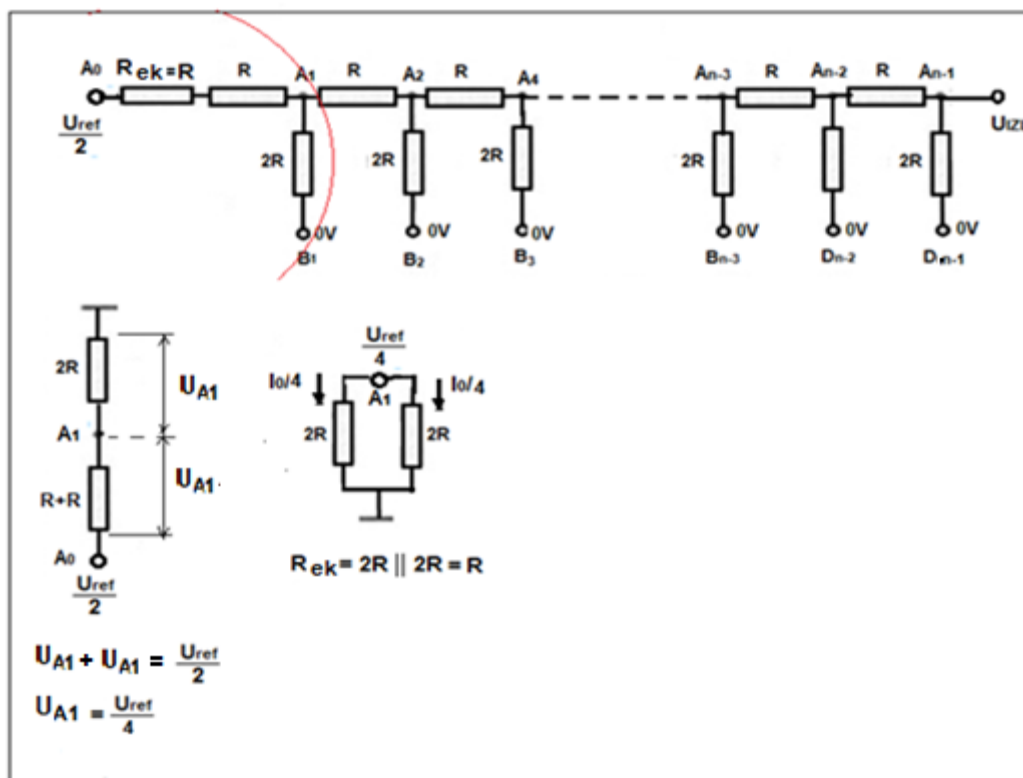 A0 Rek=R R A1 R A2 R A4 An-3 R An-2 R An-1
Uref
2
UIZI
2R 2R 2R 2R 2R
0V 0V 0V 0V 0V 0V
B1 B2 B3 Bn-3 Dn-2 Dn-1
2R
UA1
A1
UA1
R+R
A0
Uref
2
Uref
4
I0/4 I0/4
A1
2R 2R
Rek= 2R || 2R = R
UA1 + UA1 = Uref
2
UA1 = Uref
4